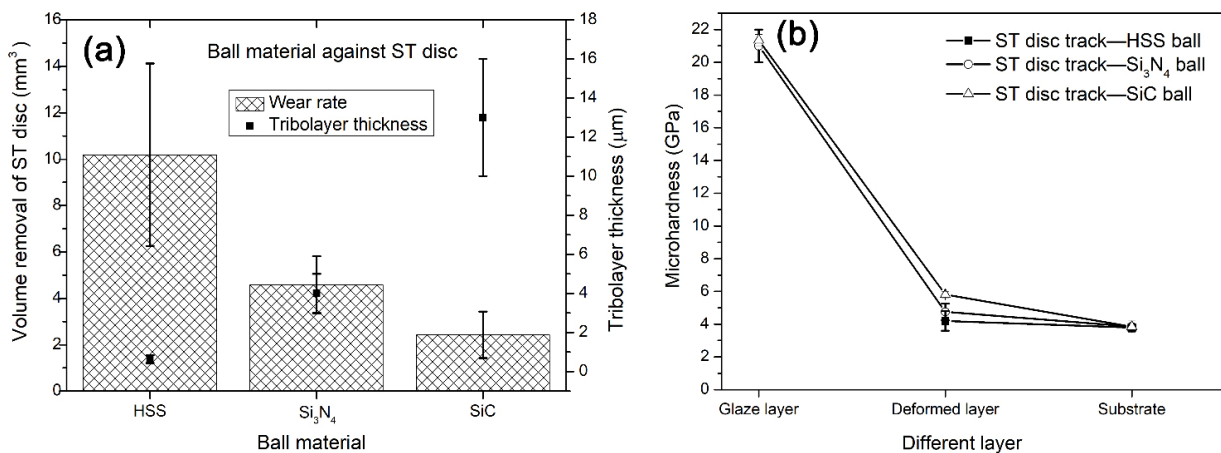 (a)
Ball material against ST disc
Wear rate
Tribolayer thickness
Volume removal of ST disc (mm³)
16
14
12
10
8
6
4
2
0
Tribolayer thickness (μm)
18
16
14
12
10
8
6
4
2
0
HSS Si₃N₄ SiC
Ball material
(b)
ST disc track—HSS ball
ST disc track—Si₃N₄ ball
ST disc track—SiC ball
Microhardness (GPa)
22
20
18
16
14
12
10
8
6
4
2
0
Glaze layer Deformed layer Substrate
Different layer